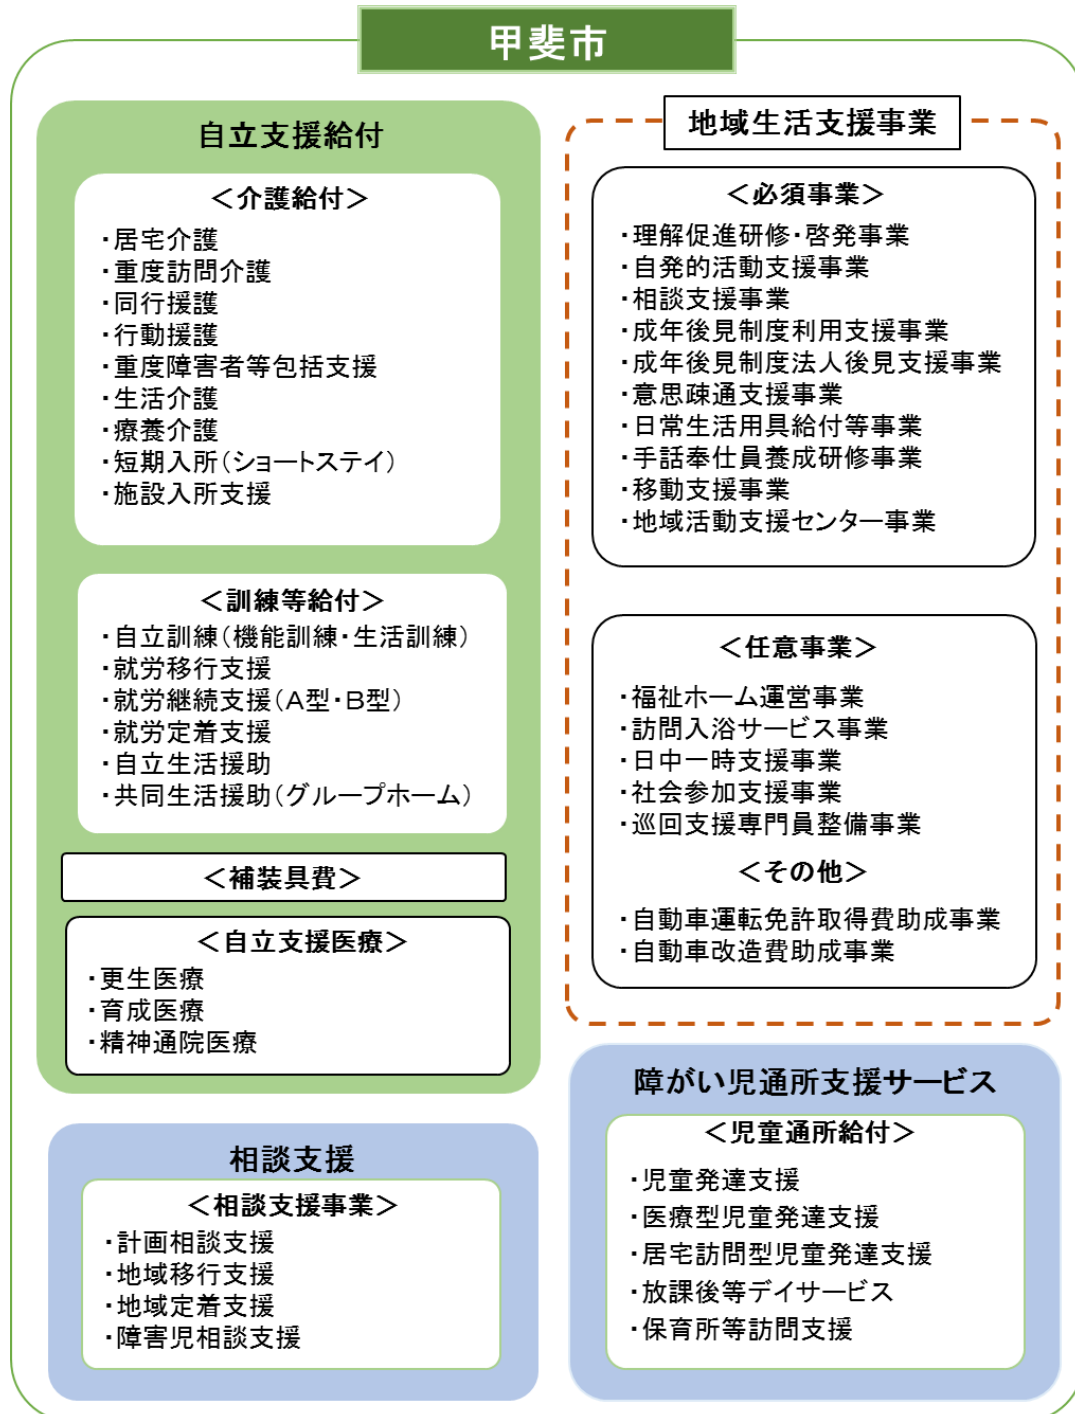 甲斐市
自立支援給付
＜介護給付＞
・居宅介護
・重度訪問介護
・同行援護
・行動援護
・重度障害者等包括支援
・生活介護
・療養介護
・短期入所(ショートステイ)
・施設入所支援
＜訓練等給付＞
・自立訓練(機能訓練・生活訓練)
・就労移行支援
・就労継続支援(Ａ型・Ｂ型)
・就労定着支援
・自立生活援助
・共同生活援助(グループホーム)
＜補装具費＞
＜自立支援医療＞
・更生医療
・育成医療
・精神通院医療
相談支援
＜相談支援事業＞
・計画相談支援
・地域移行支援
・地域定着支援
・障害児相談支援
地域生活支援事業
＜必須事業＞
・理解促進研修・啓発事業
・自発的活動支援事業
・相談支援事業
・成年後見制度利用支援事業
・成年後見制度法人後見支援事業
・意思疎通支援事業
・日常生活用具給付等事業
・手話奉仕員養成研修事業
・移動支援事業
・地域活動支援センター事業
＜任意事業＞
・福祉ホーム運営事業
・訪問入浴サービス事業
・日中一時支援事業
・社会参加支援事業
・巡回支援専門員整備事業
＜その他＞
・自動車運転免許取得費助成事業
・自動車改造費助成事業
障がい児通所支援サービス
＜児童通所給付＞
・児童発達支援
・医療型児童発達支援
・居宅訪問型児童発達支援
・放課後等デイサービス
・保育所等訪問支援